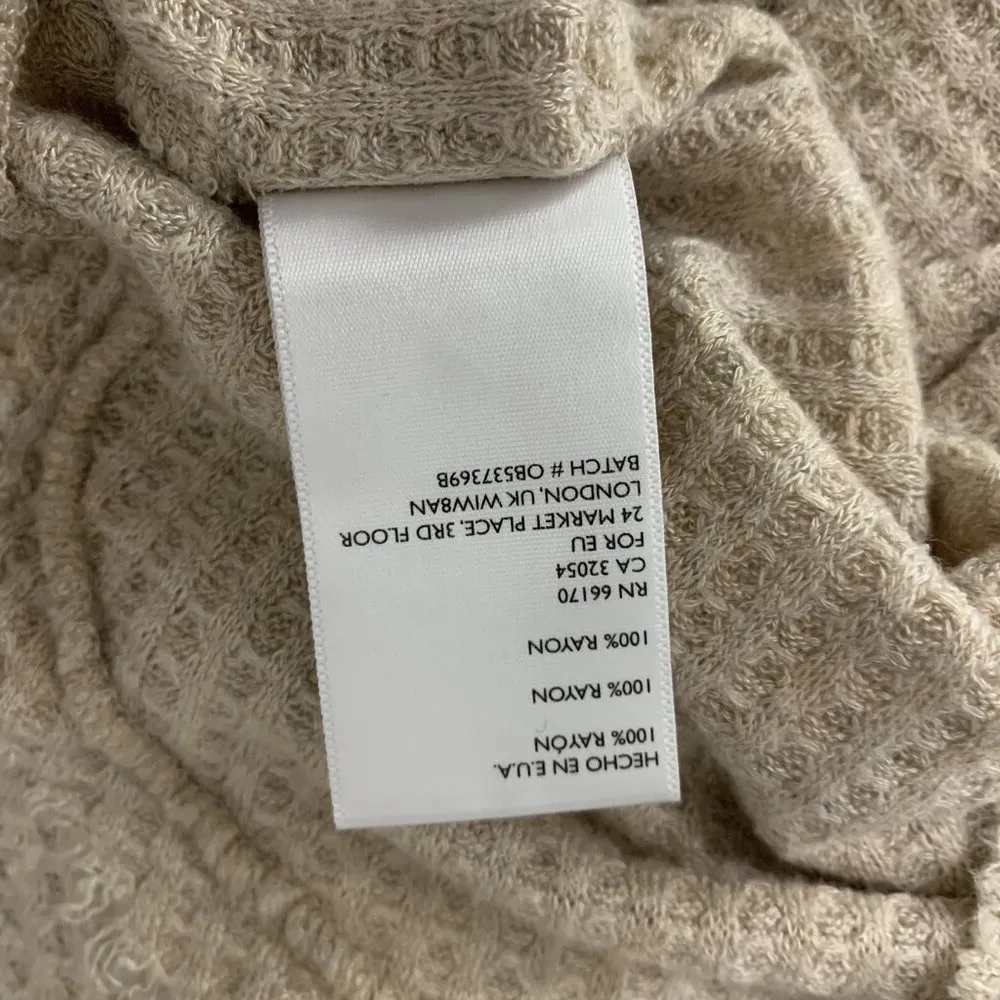 HECHO EN E.U.A.
100% RAYÓN
100% RAYON
100% RAYON
RN 66170
CA 32054
FOR EU
24 MARKET PLACE, 3RD FLOOR
LONDON, UK WIW8AN
BATCH # OB537369B